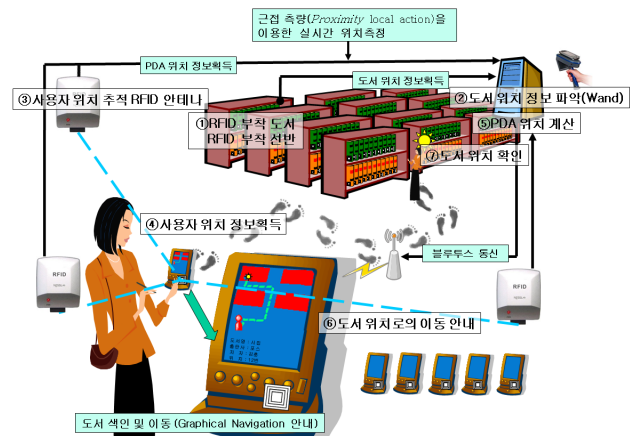 근접 측량(Proximity local action)을
이용한 실시간 위치측정
PDA 위치 정보획득
도서 위치 정보획득
③사용자 위치 추적 RFID 안테나
②도서 위치 정보 파악(Wand)
①RFID 부착 도서
RFID 부착 선반
⑤PDA 위치 계산
⑦도서 위치 확인
④사용자 위치 정보획득
블루투스 통신
RFID
RFID
⑥도서 위치로의 이동 안내
도서 색인 및 이동(Graphical Navigation 안내)